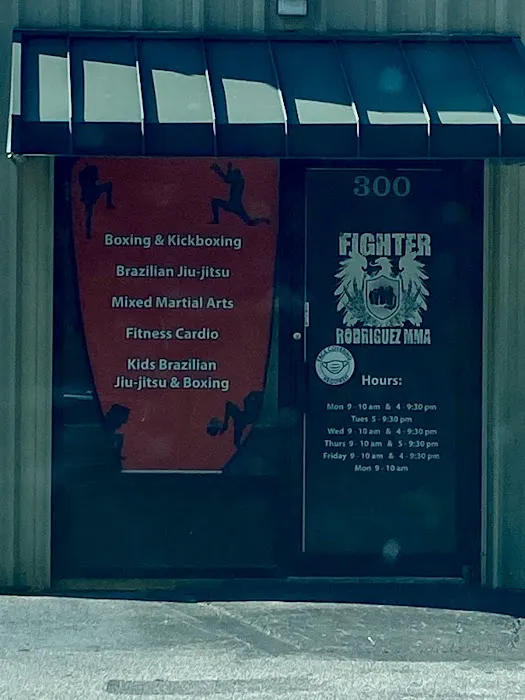 300
FIGHTER
RODRIGUEZ MMA
Boxing & Kickboxing
Brazilian Jiu-jitsu
Mixed Martial Arts
Fitness Cardio
Kids Brazilian
Jiu-jitsu & Boxing
FACE COVERING
REQUIRED
Hours:
Mon 9 - 10 am & 4 - 9:30 pm
Tues 5 - 9:30 pm
Wed 9 - 10 am & 4 - 9:30 pm
Thurs 9 - 10 am & 5 - 9:30 pm
Friday 9 - 10 am & 4 - 9:30 pm
Mon 9 - 10 am